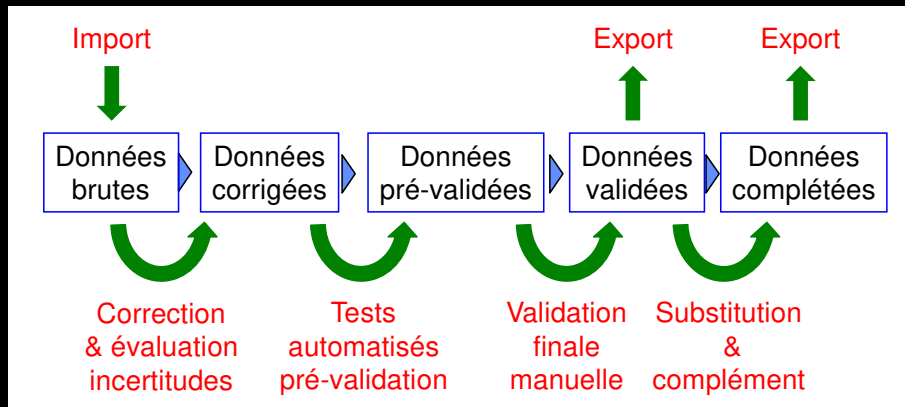 Import
Export
Export
Données
brutes
Données
corrigées
Données
pré-validées
Données
validées
Données
complétées
Correction
& évaluation
incertitudes
Tests
automatisés
pré-validation
Validation
finale
manuelle
Substitution
&
complément